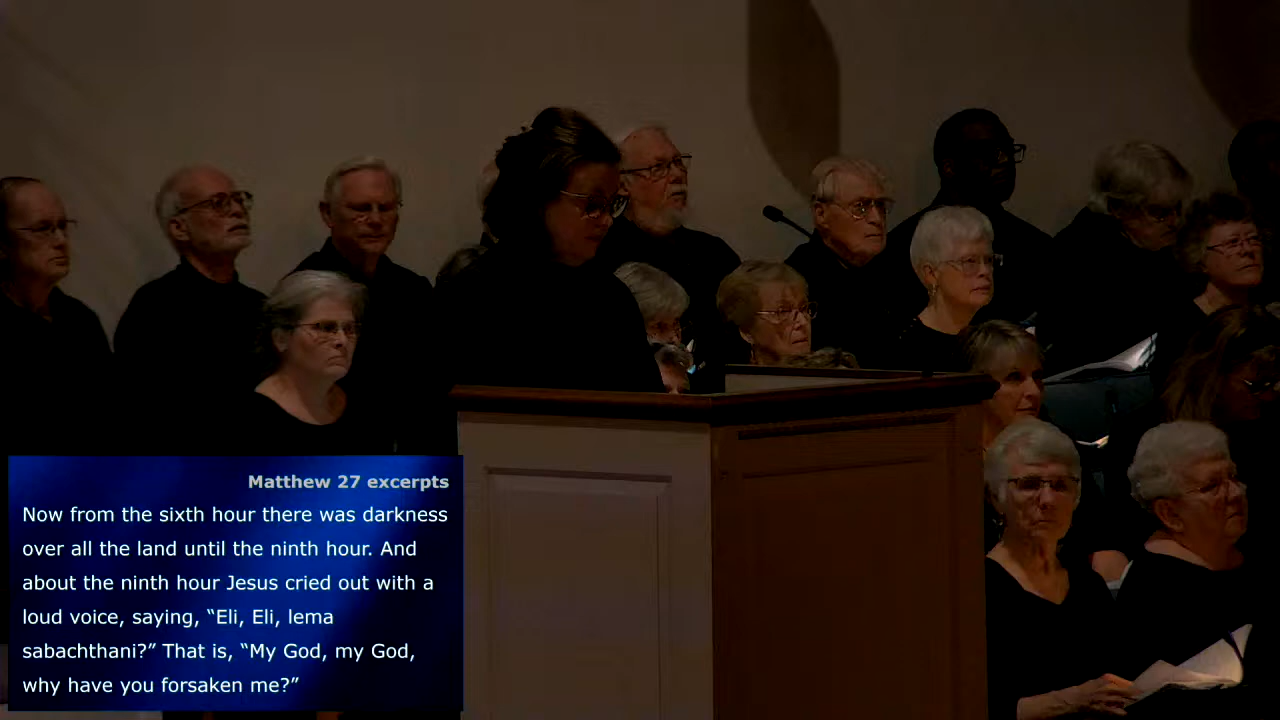 Matthew 27 excerpts
Now from the sixth hour there was darkness
over all the land until the ninth hour. And
about the ninth hour Jesus cried out with a
loud voice, saying, “Eli, Eli, lema
sabachthani?” That is, “My God, my God,
why have you forsaken me?”